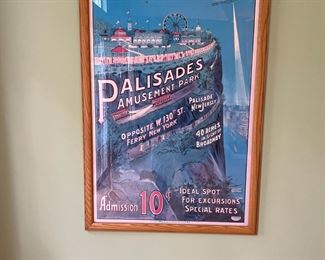 PALISADES
AMUSEMENT PARK
PALISADE
NEW JERSEY
OPPOSITE W. 130TH ST.
FERRY NEW YORK
40 ACRES
BROADWAY
Admission 10¢
IDEAL SPOT
FOR EXCURSIONS
SPECIAL RATES